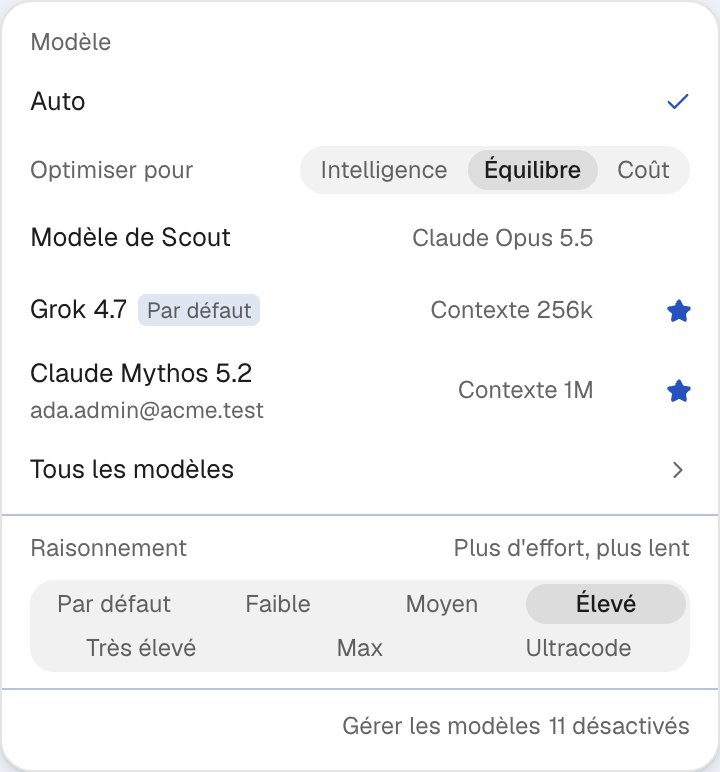 Modèle
Auto
Optimiser pour Intelligence Équilibre Coût
Modèle de Scout Claude Opus 5.5
Grok 4.7 Par défaut Contexte 256k
Claude Mythos 5.2
ada.admin@acme.test Contexte 1M
Tous les modèles
Raisonnement Plus d'effort, plus lent
Par défaut Faible Moyen Élevé
Très élevé Max Ultracode
Gérer les modèles 11 désactivés